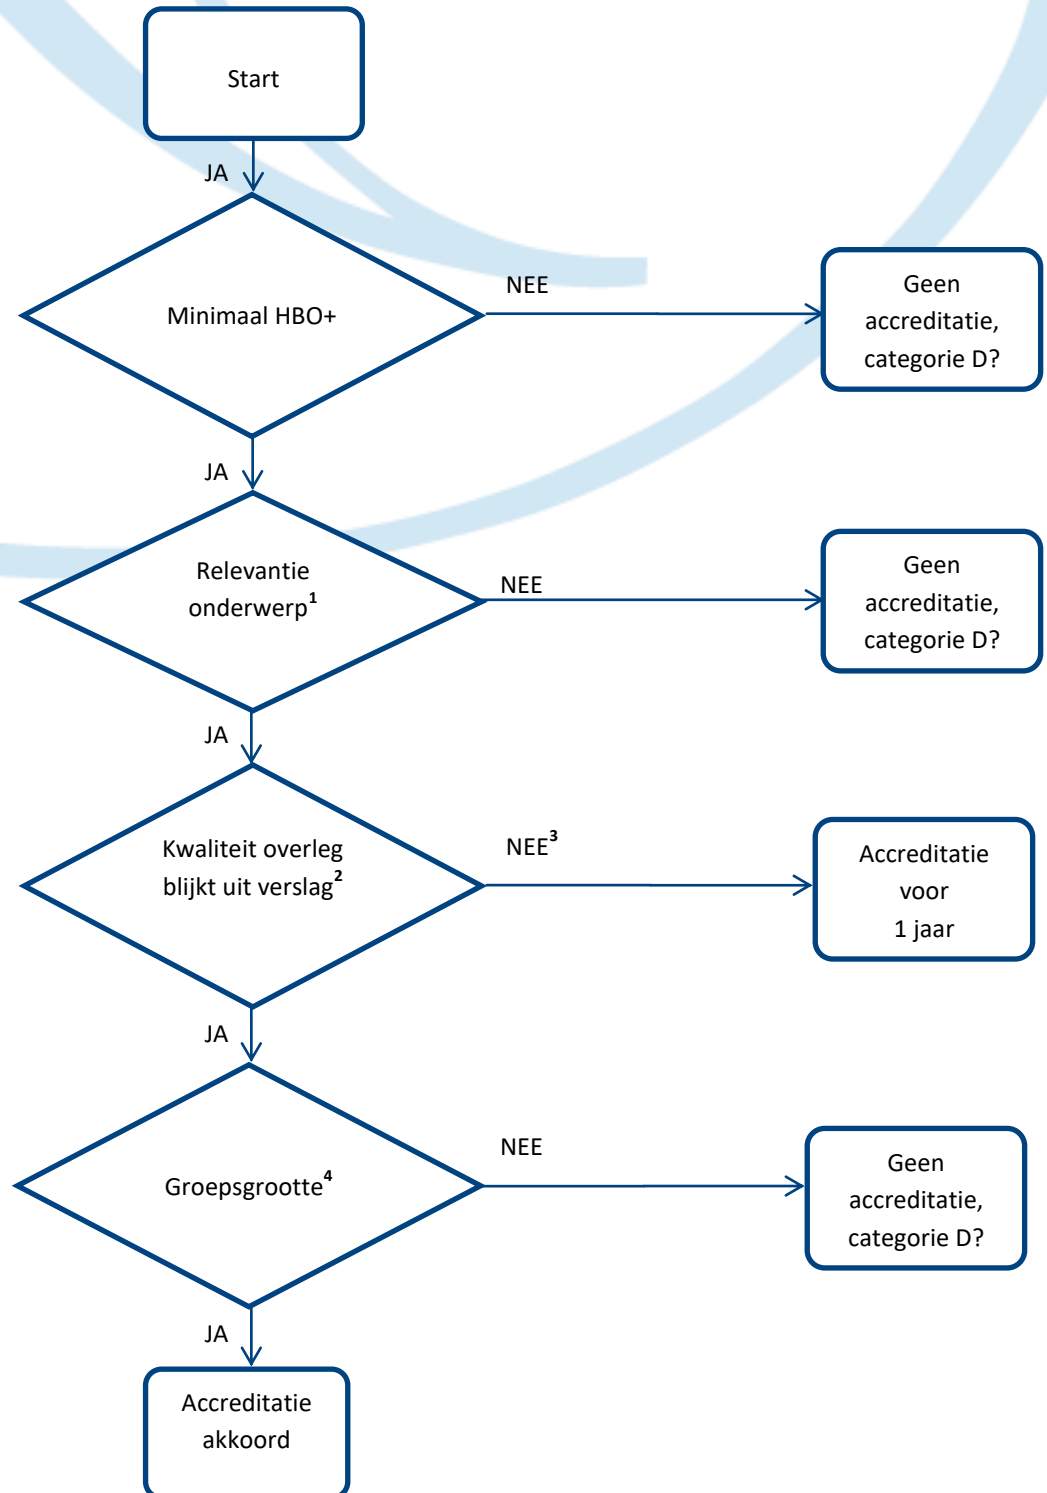 Start
JA
Minimaal HBO+
NEE
Geen
accreditatie,
categorie D?
JA
Relevantie
onderwerp¹
NEE
Geen
accreditatie,
categorie D?
JA
Kwaliteit overleg
blijkt uit verslag²
NEE³
Accreditatie
voor
1 jaar
JA
Groepsgrootte⁴
NEE
Geen
accreditatie,
categorie D?
JA
Accreditatie
akkoord